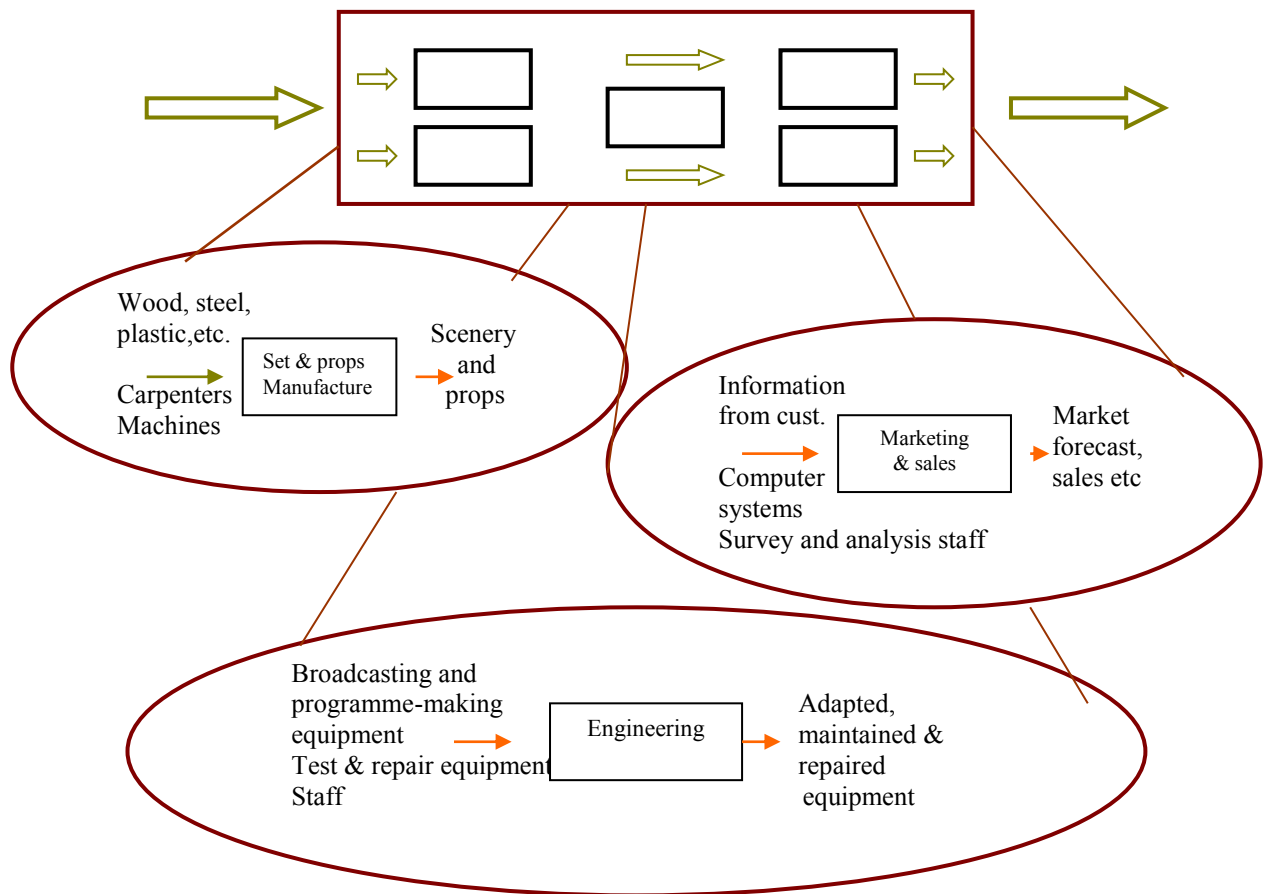 Wood, steel,
plastic,etc.
Carpenters
Machines
Set & props
Manufacture
Scenery
and
props
Information
from cust.
Computer
systems
Survey and analysis staff
Marketing
& sales
Market
forecast,
sales etc
Broadcasting and
programme-making
equipment
Test & repair equipment
Staff
Engineering
Adapted,
maintained &
repaired
equipment